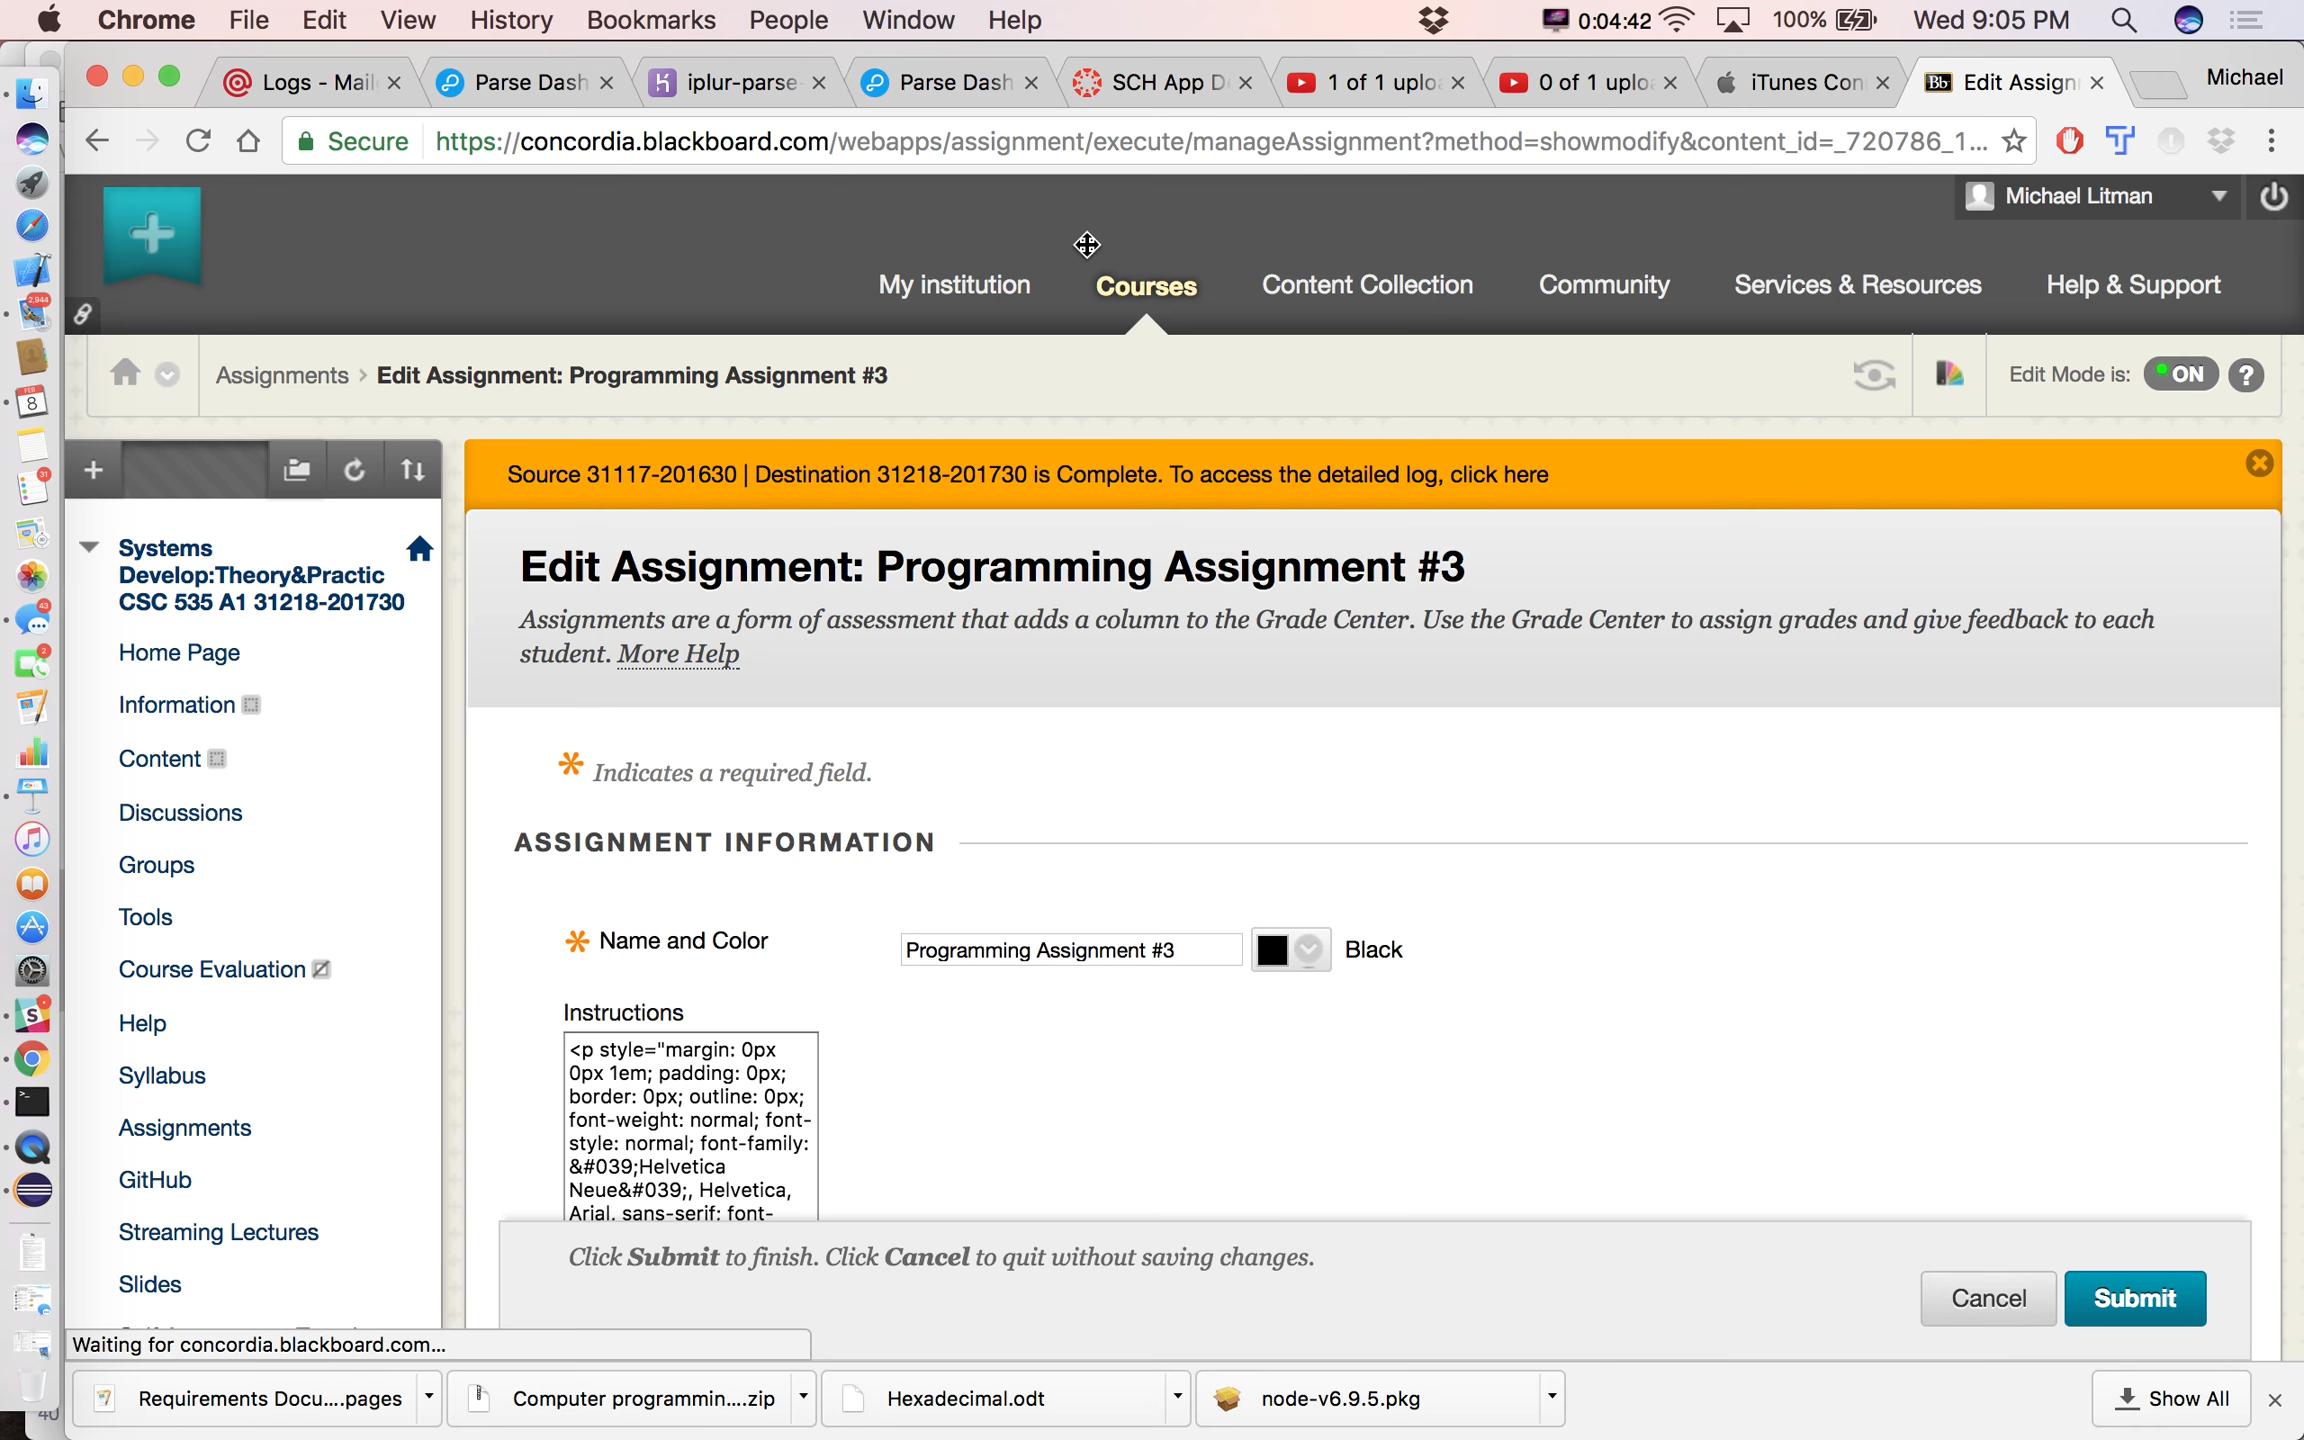 Chrome File Edit View History Bookmarks People Window Help 0:04:42 100% Wed 9:05 PM
Logs - Mail Parse Dash iplur-parse- Parse Dash SCH App D 1 of 1 uplo 0 of 1 uplo iTunes Con Bb Edit Assign Michael
Secure https://concordia.blackboard.com/webapps/assignment/execute/manageAssignment?method=showmodify&content_id=_720786_1...
Michael Litman
My institution Courses Content Collection Community Services & Resources Help & Support
Assignments > Edit Assignment: Programming Assignment #3 Edit Mode is: ON ?
Source 31117-201630 | Destination 31218-201730 is Complete. To access the detailed log, click here
2,944
FEB
8
31
43
2
Systems
Develop:Theory&Practic
CSC 535 A1 31218-201730
Home Page
Information
Content
Discussions
Groups
Tools
Course Evaluation
Help
Syllabus
Assignments
GitHub
Streaming Lectures
Slides
Edit Assignment: Programming Assignment #3
Assignments are a form of assessment that adds a column to the Grade Center. Use the Grade Center to assign grades and give feedback to each
student. More Help
* Indicates a required field.
ASSIGNMENT INFORMATION
* Name and Color Programming Assignment #3 Black
Instructions
<p style="margin: 0px
0px 1em; padding: 0px;
border: 0px; outline: 0px;
font-weight: normal; font-
style: normal; font-family:
&#039;Helvetica
Neue&#039;, Helvetica,
Arial, sans-serif; font-
Click Submit to finish. Click Cancel to quit without saving changes.
Cancel Submit
Waiting for concordia.blackboard.com...
Requirements Docu....pages Computer programmin....zip Hexadecimal.odt node-v6.9.5.pkg Show All
40